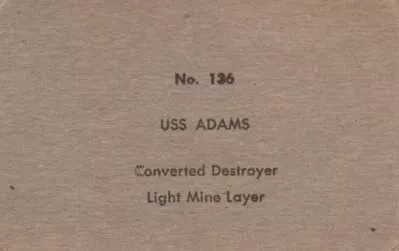 No. 136
USS ADAMS
Converted Destroyer
Light Mine Layer